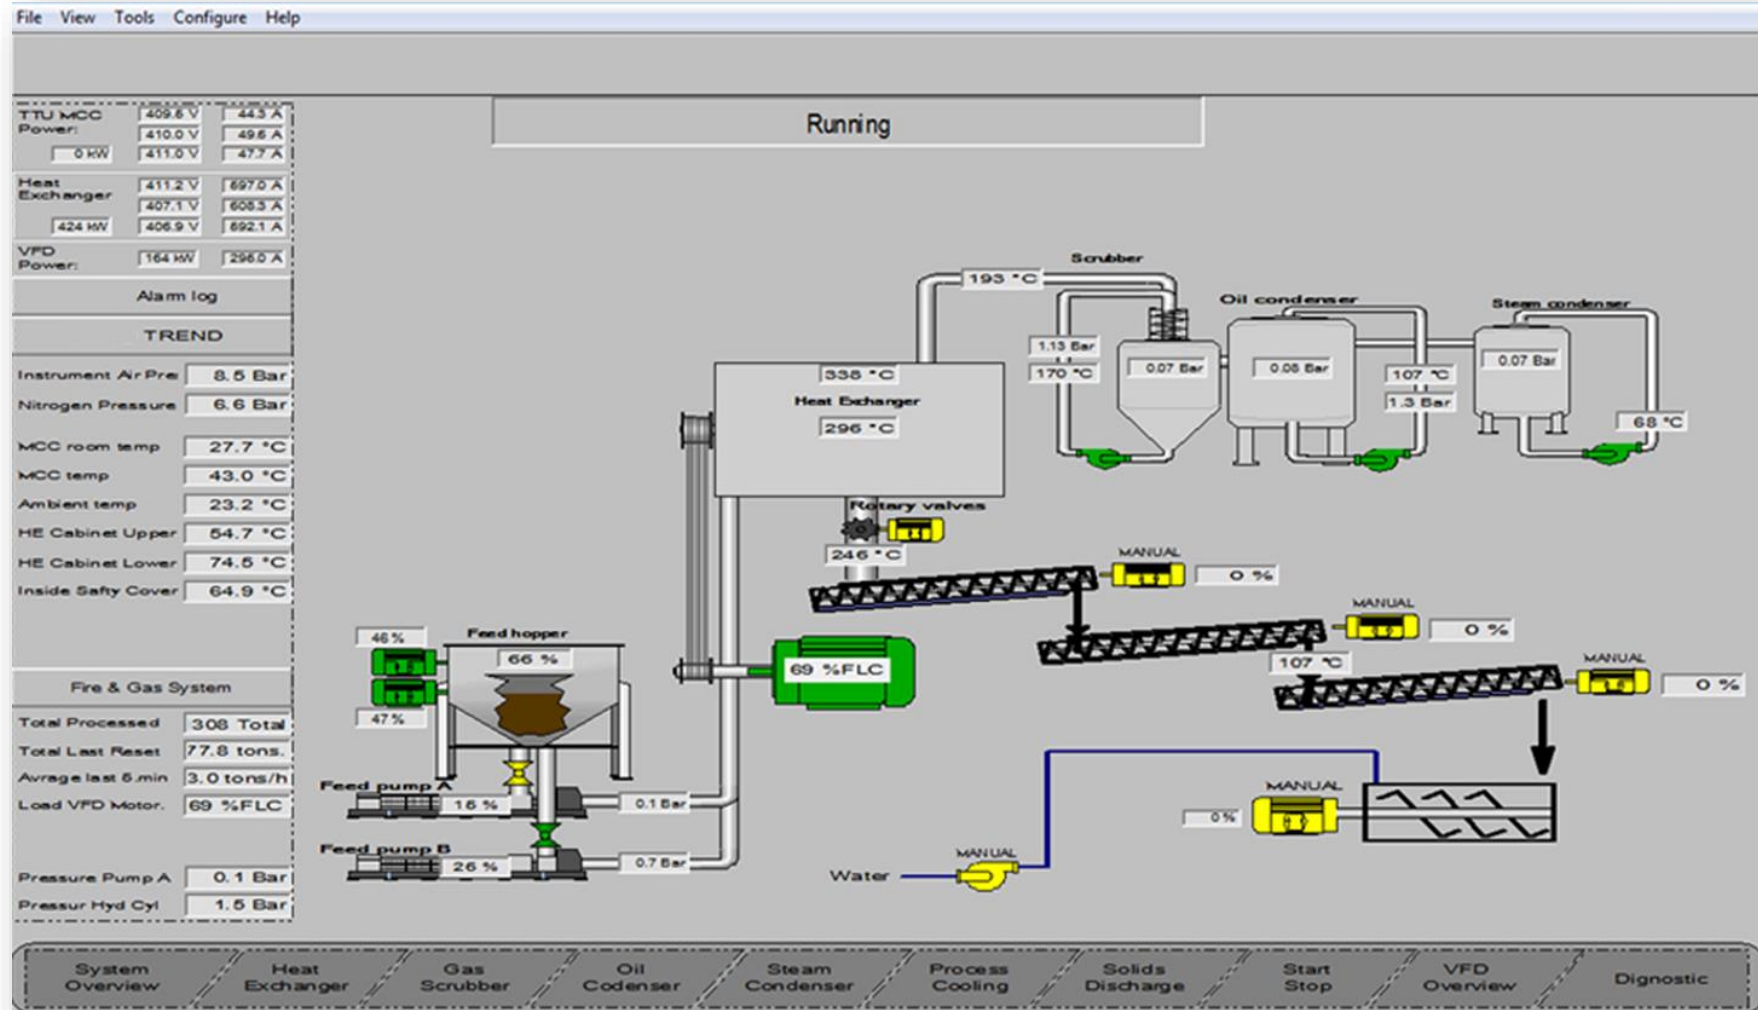 File View Tools Configure Help
Running
TTU MCC 409.6 V 44.3 A
Power: 410.0 V 49.6 A
0 kW 411.0 V 47.7 A
Heat 411.2 V 697.0 A
Exchanger 407.1 V 608.3 A
424 kW 406.9 V 692.1 A
VFD
Power: 164 kW 296.0 A
Alarm log
TREND
Instrument Air Pre 8.5 Bar
Nitrogen Pressure 6.6 Bar
MCC room temp 27.7 °C
MCC temp 43.0 °C
Ambient temp 23.2 °C
HE Cabinet Upper 54.7 °C
HE Cabinet Lower 74.5 °C
Inside Safty Cover 64.9 °C
Fire & Gas System
Total Processed 308 Total
Total Last Reset 77.8 tons.
Avrage last 5.min 3.0 tons/h
Load VFD Motor. 69 %FLC
Pressure Pump A 0.1 Bar
Pressur Hyd Cyl 1.5 Bar
Scrubber
193 °C
Oil condenser
Steam condenser
1.13 Bar
170 °C
0.07 Bar
0.08 Bar
107 °C
1.3 Bar
0.07 Bar
68 °C
338 °C
Heat Exchanger
296 °C
Rotary valves
246 °C
MANUAL
0 %
MANUAL
0 %
107 °C
MANUAL
0 %
46 %
Feed hopper
66 %
47 %
69 %FLC
Feed pump A
16 %
0.1 Bar
Feed pump B
26 %
0.7 Bar
MANUAL
0 %
MANUAL
Water
System Overview
Heat Exchanger
Gas Scrubber
Oil Codenser
Steam Condenser
Process Cooling
Solids Discharge
Start Stop
VFD Overview
Dignostic